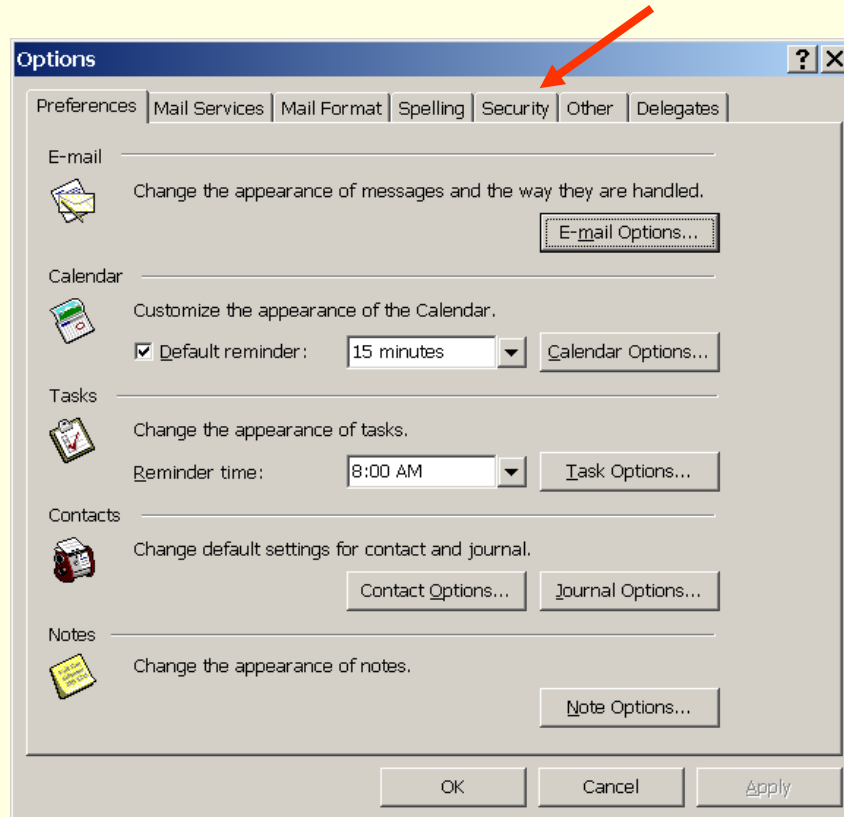 Options
Preferences Mail Services Mail Format Spelling Security Other Delegates
E-mail
Change the appearance of messages and the way they are handled.
E-mail Options...
Calendar
Customize the appearance of the Calendar.
Default reminder: 15 minutes Calendar Options...
Tasks
Change the appearance of tasks.
Reminder time: 8:00 AM Task Options...
Contacts
Change default settings for contact and journal.
Contact Options... Journal Options...
Notes
Change the appearance of notes.
Note Options...
OK Cancel Apply